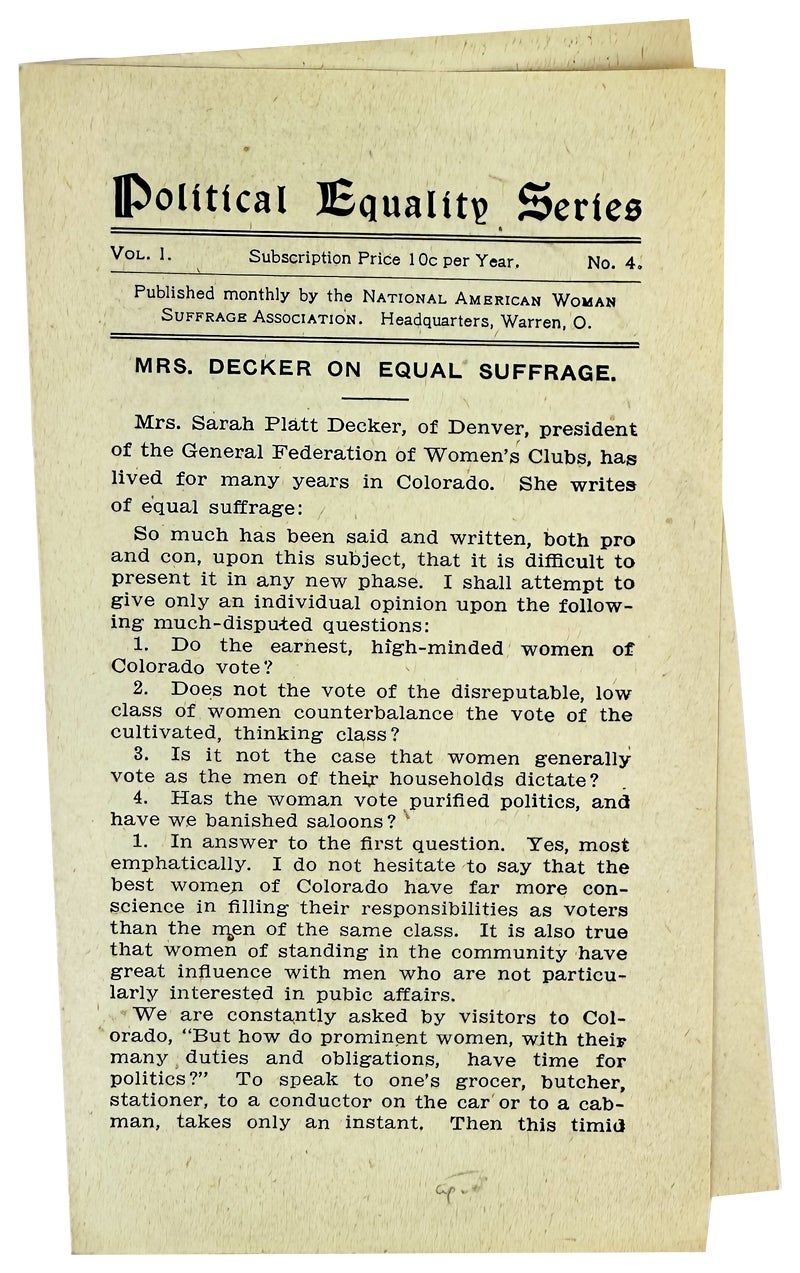 Political Equality Series
VOL. I. Subscription Price 10c per Year. No. 4.
Published monthly by the NATIONAL AMERICAN WOMAN
SUFFRAGE ASSOCIATION. Headquarters, Warren, O.
MRS. DECKER ON EQUAL SUFFRAGE.
Mrs. Sarah Platt Decker, of Denver, president
of the General Federation of Women's Clubs, has
lived for many years in Colorado. She writes
of equal suffrage:
So much has been said and written, both pro
and con, upon this subject, that it is difficult to
present it in any new phase. I shall attempt to
give only an individual opinion upon the follow-
ing much-disputed questions:
1. Do the earnest, high-minded women of
Colorado vote?
2. Does not the vote of the disreputable, low
class of women counterbalance the vote of the
cultivated, thinking class?
3. Is it not the case that women generally
vote as the men of their households dictate?
4. Has the woman vote purified politics, and
have we banished saloons?
1. In answer to the first question. Yes, most
emphatically. I do not hesitate to say that the
best women of Colorado have far more con-
science in filling their responsibilities as voters
than the men of the same class. It is also true
that women of standing in the community have
great influence with men who are not particu-
larly interested in pubic affairs.
We are constantly asked by visitors to Col-
orado, "But how do prominent women, with their
many duties and obligations, have time for
politics?" To speak to one's grocer, butcher,
stationer, to a conductor on the car or to a cab-
man, takes only an instant. Then this timid